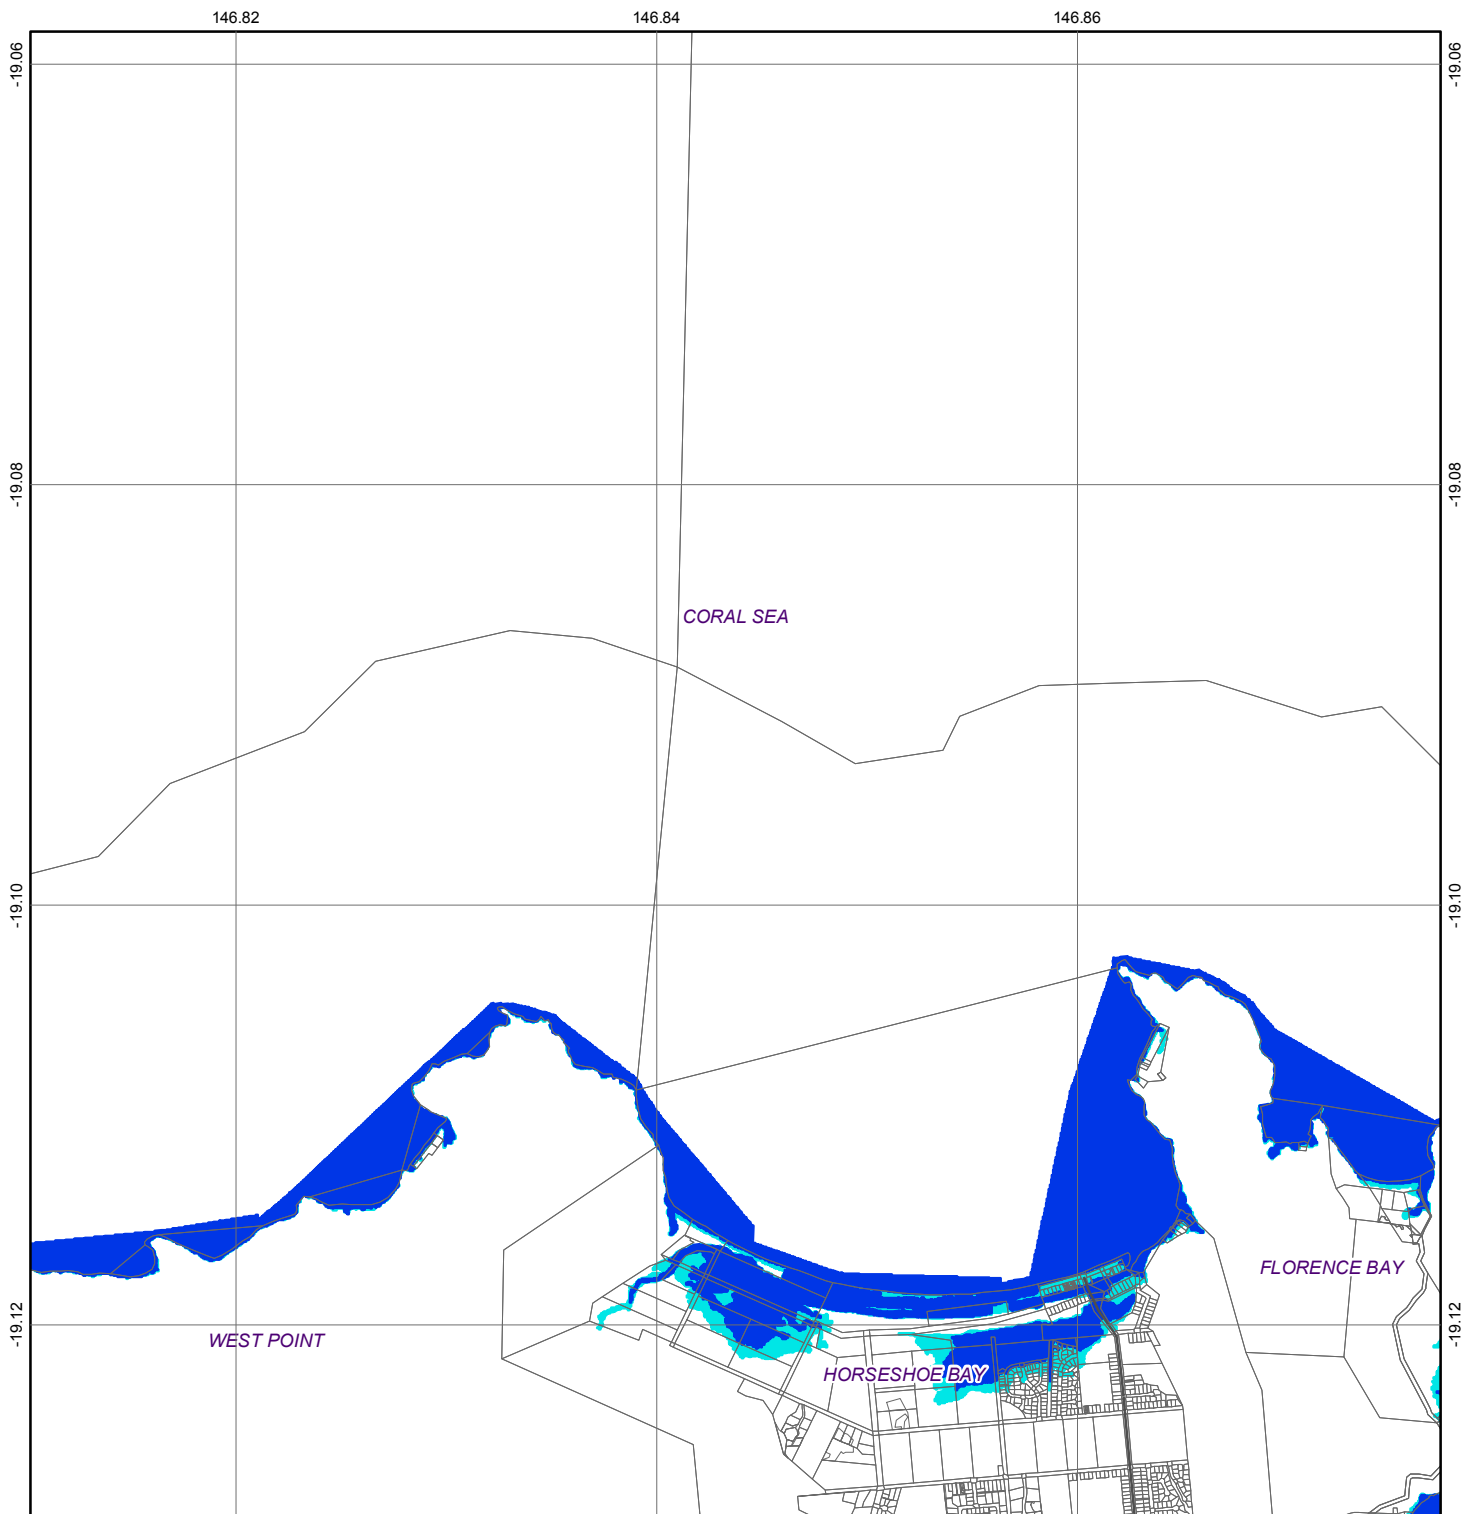 146.82 146.84 146.86
-19.06 -19.06
-19.08 -19.08
CORAL SEA
-19.10 -19.10
FLORENCE BAY
-19.12 -19.12
WEST POINT
HORSESHOE BAY